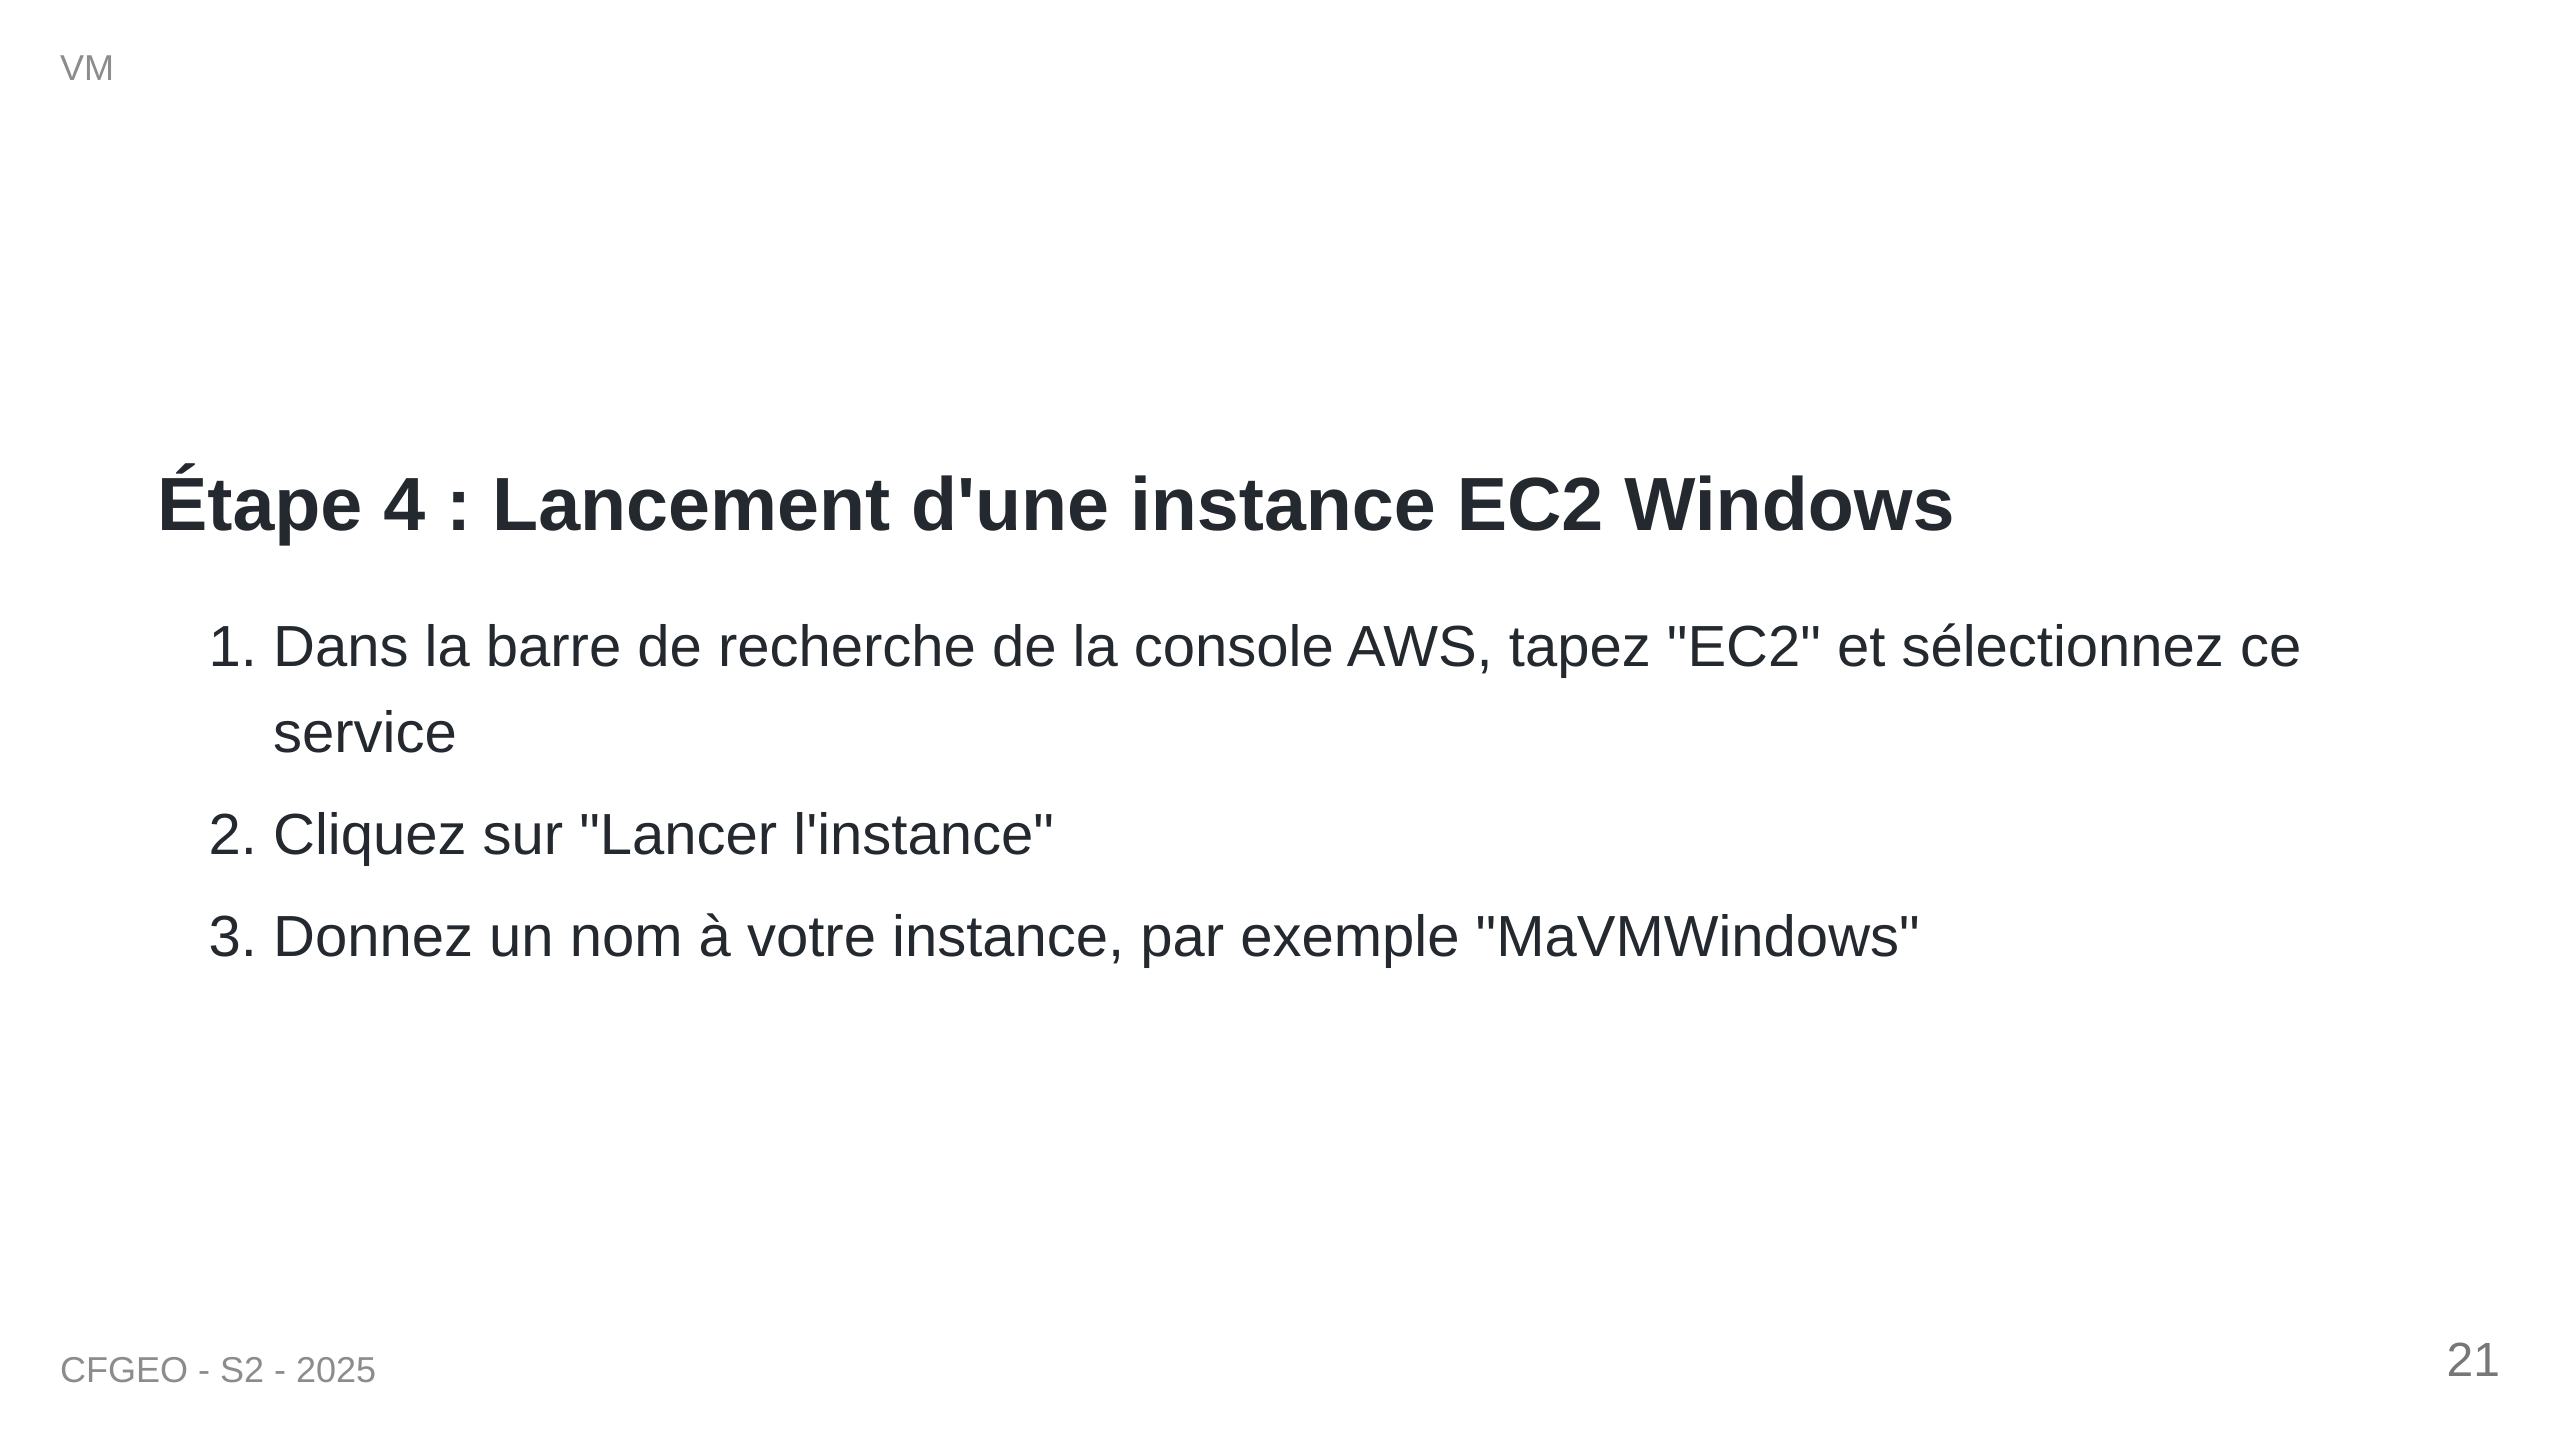 VM
Étape 4 : Lancement d'une instance EC2 Windows
1. Dans la barre de recherche de la console AWS, tapez "EC2" et sélectionnez ce
service
2. Cliquez sur "Lancer l'instance"
3. Donnez un nom à votre instance, par exemple "MaVMWindows"
CFGEO - S2 - 2025
21